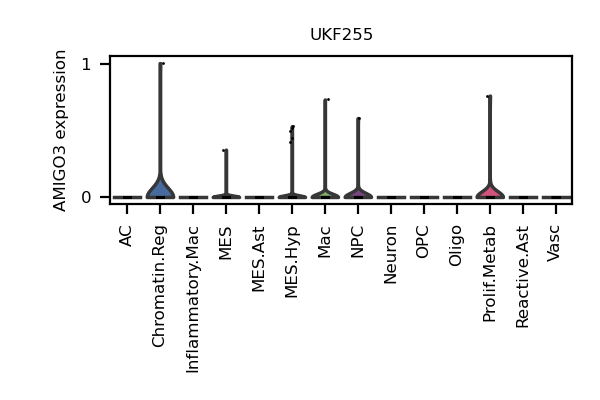 UKF255
AMIGO3 expression
1
0
AC
Chromatin.Reg
Inflammatory.Mac
MES
MES.Ast
MES.Hyp
Mac
NPC
Neuron
OPC
Oligo
Prolif.Metab
Reactive.Ast
Vasc